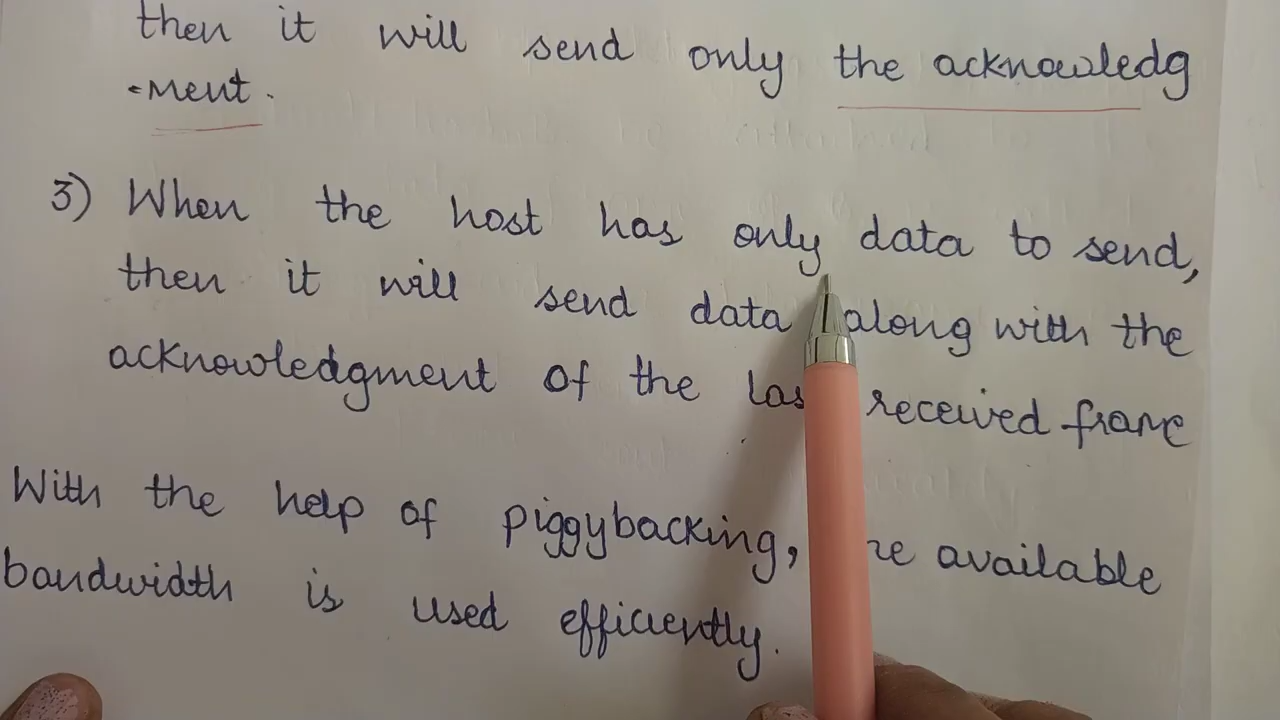 then it will send only the acknowledg
-ment.
3) When the host has only data to send,
then it will send data along with the
acknowledgment of the received frame
With the help of piggybacking, available
bandwidth is used efficiently.